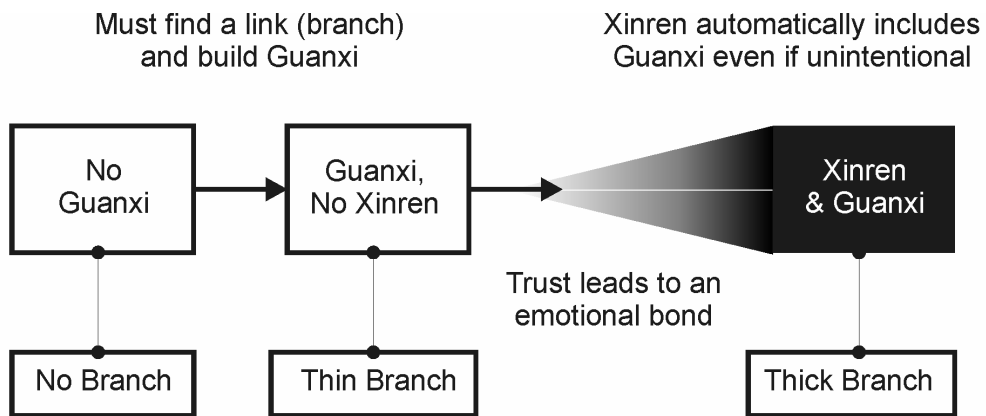 Must find a link (branch)
and build Guanxi
Xinren automatically includes
Guanxi even if unintentional
No
Guanxi
Guanxi,
No Xinren
Xinren
& Guanxi
Trust leads to an
emotional bond
No Branch
Thin Branch
Thick Branch